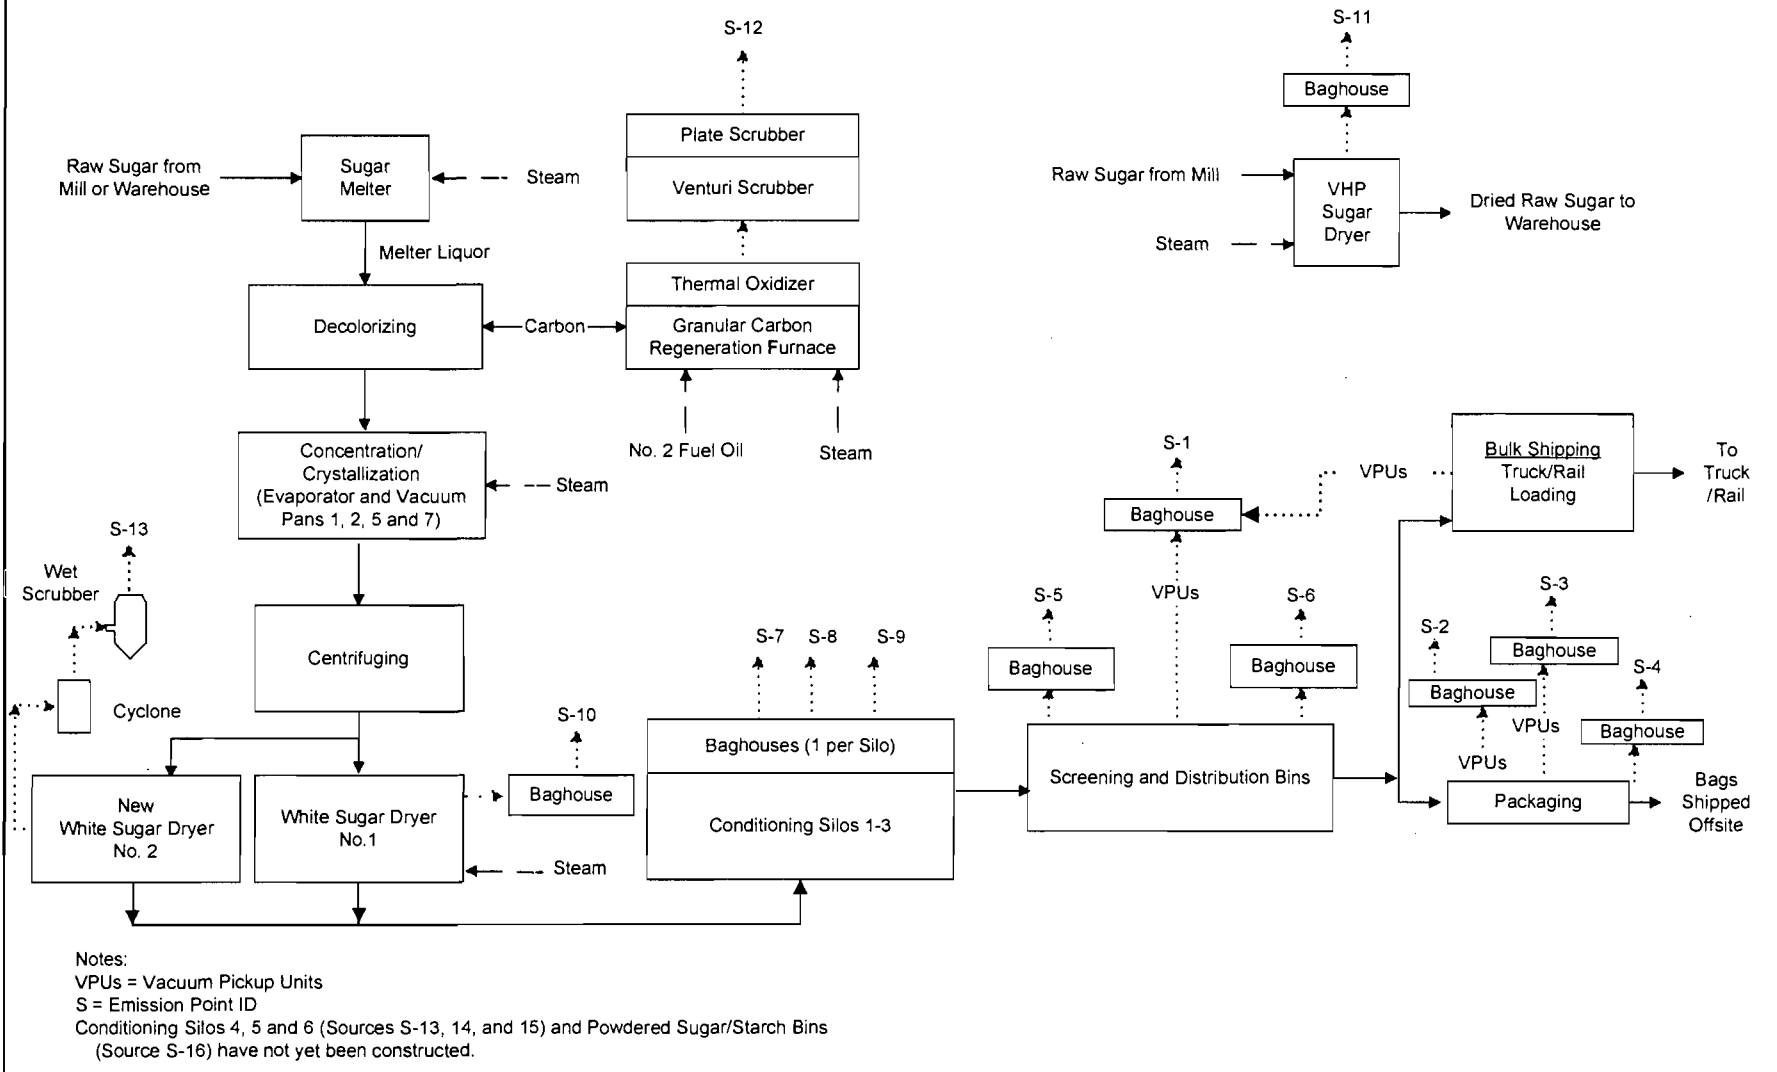 S-12
S-11
Baghouse
Plate Scrubber
Venturi Scrubber
Raw Sugar from
Mill or Warehouse
Sugar
Melter
Steam
Raw Sugar from Mill
VHP
Sugar
Dryer
Dried Raw Sugar to
Warehouse
Steam
Melter Liquor
Thermal Oxidizer
Decolorizing
Carbon
Granular Carbon
Regeneration Furnace
No. 2 Fuel Oil
Steam
Concentration/
Crystallization
(Evaporator and Vacuum
Pans 1, 2, 5 and 7)
Steam
S-1
Baghouse
VPUs
VPUs
Bulk Shipping
Truck/Rail
Loading
To
Truck
/Rail
S-13
Wet
Scrubber
Cyclone
Centrifuging
S-10
Baghouse
S-7
S-8
S-9
Baghouses (1 per Silo)
Conditioning Silos 1-3
S-5
Baghouse
S-6
Baghouse
Screening and Distribution Bins
S-3
Baghouse
S-2
Baghouse
S-4
Baghouse
VPUs
VPUs
Packaging
Bags
Shipped
Offsite
New
White Sugar Dryer
No. 2
White Sugar Dryer
No.1
Steam
Notes:
VPUs = Vacuum Pickup Units
S = Emission Point ID
Conditioning Silos 4, 5 and 6 (Sources S-13, 14, and 15) and Powdered Sugar/Starch Bins
(Source S-16) have not yet been constructed.